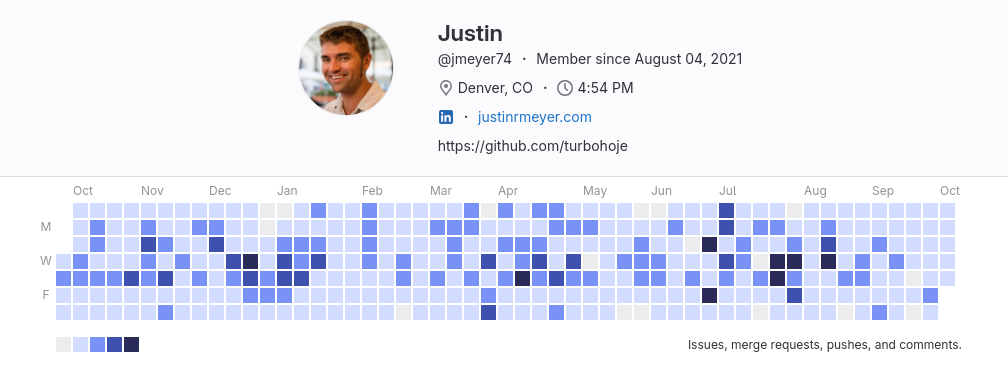 Justin
@jmeyer74 · Member since August 04, 2021
Denver, CO · 4:54 PM
in · justinrmeyer.com
https://github.com/turbohoje
Oct Nov Dec Jan Feb Mar Apr May Jun Jul Aug Sep Oct
M
W
F
Issues, merge requests, pushes, and comments.